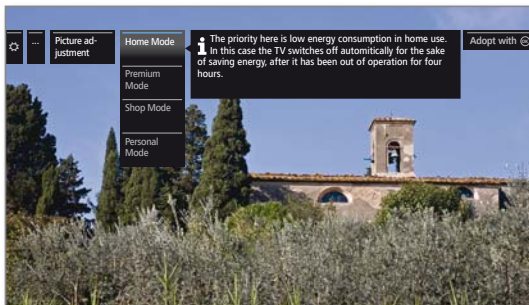 ... Picture ad-
justment
Home Mode
Premium
Mode
Shop Mode
Personal
Mode
The priority here is low energy consumption in home use.
In this case the TV switches off automitically for the sake
of saving energy, after it has been out of operation for four
hours.
Adopt with